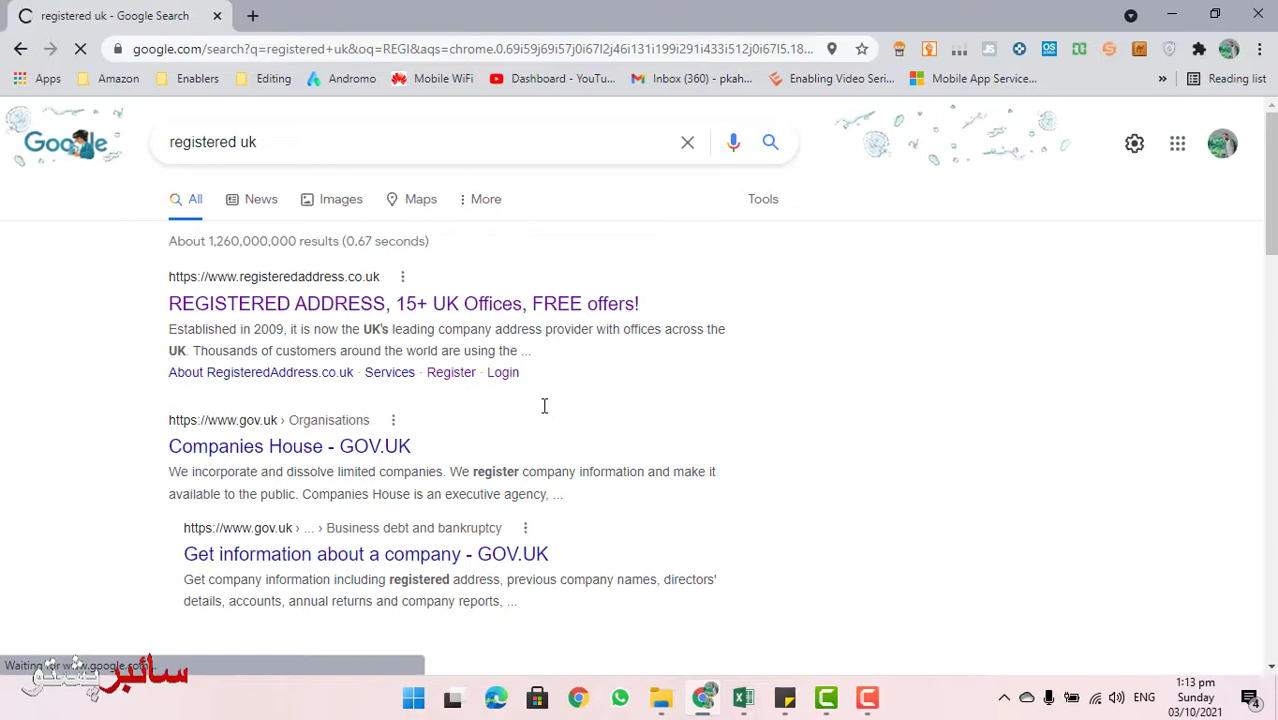 registered uk - Google Search
google.com/search?q=registered+uk&oq=REGI&aqs=chrome.0.69i59j69i57j0i67l2j46i131i199i291i433i512j0i67l5.18...
Apps Amazon Enablers Editing Andromo Mobile WiFi Dashboard - YouTu... Inbox (360) - pkah... Enabling Video Seri... Mobile App Service... » Reading list
Google
registered uk
All News Images Maps More Tools
About 1,260,000,000 results (0.67 seconds)
https://www.registeredaddress.co.uk
REGISTERED ADDRESS, 15+ UK Offices, FREE offers!
Established in 2009, it is now the UK's leading company address provider with offices across the
UK. Thousands of customers around the world are using the ...
About RegisteredAddress.co.uk · Services · Register · Login
https://www.gov.uk › Organisations
Companies House - GOV.UK
We incorporate and dissolve limited companies. We register company information and make it
available to the public. Companies House is an executive agency, ...
https://www.gov.uk › ... › Business debt and bankruptcy
Get information about a company - GOV.UK
Get company information including registered address, previous company names, directors'
details, accounts, annual returns and company reports, ...
Waiting for www.google.com...
سائبر پشتو
ENG
1:13 pm
Sunday
03/10/2021
4